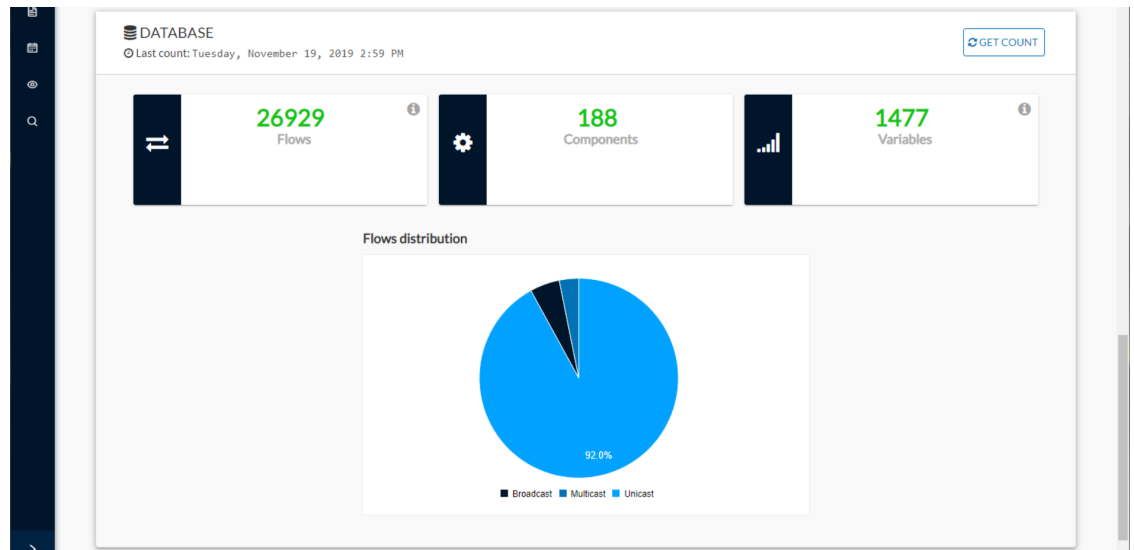 DATABASE
Last count: Tuesday, November 19, 2019 2:59 PM
GET COUNT
26929
Flows
188
Components
1477
Variables
Flows distribution
92.0%
Broadcast Multicast Unicast